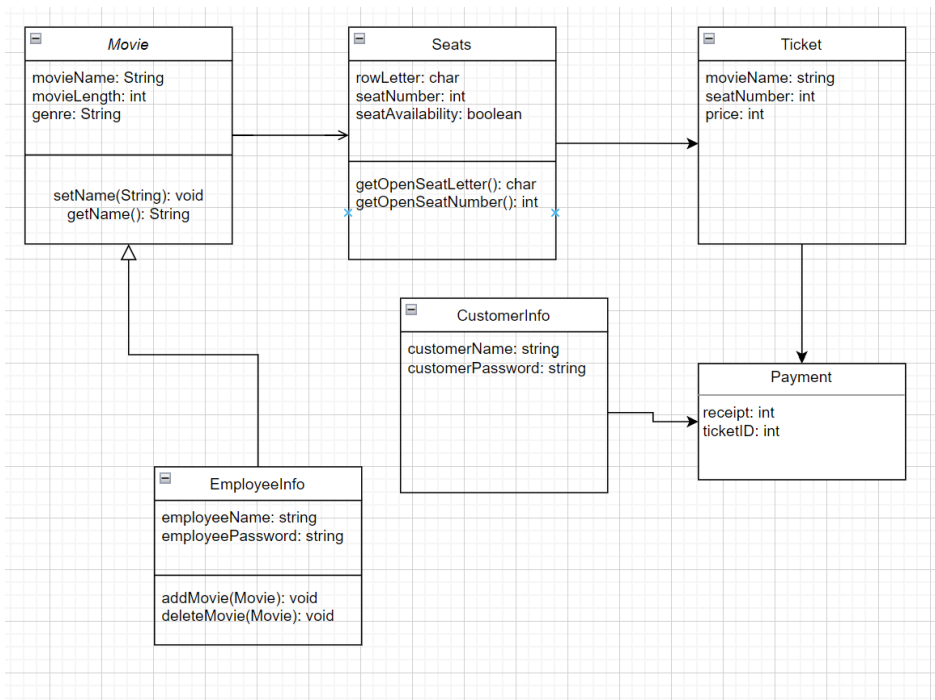 Movie
movieName: String
movieLength: int
genre: String
setName(String): void
getName(): String
Seats
rowLetter: char
seatNumber: int
seatAvailability: boolean
getOpenSeatLetter(): char
getOpenSeatNumber(): int
Ticket
movieName: string
seatNumber: int
price: int
CustomerInfo
customerName: string
customerPassword: string
Payment
receipt: int
ticketID: int
EmployeeInfo
employeeName: string
employeePassword: string
addMovie(Movie): void
deleteMovie(Movie): void